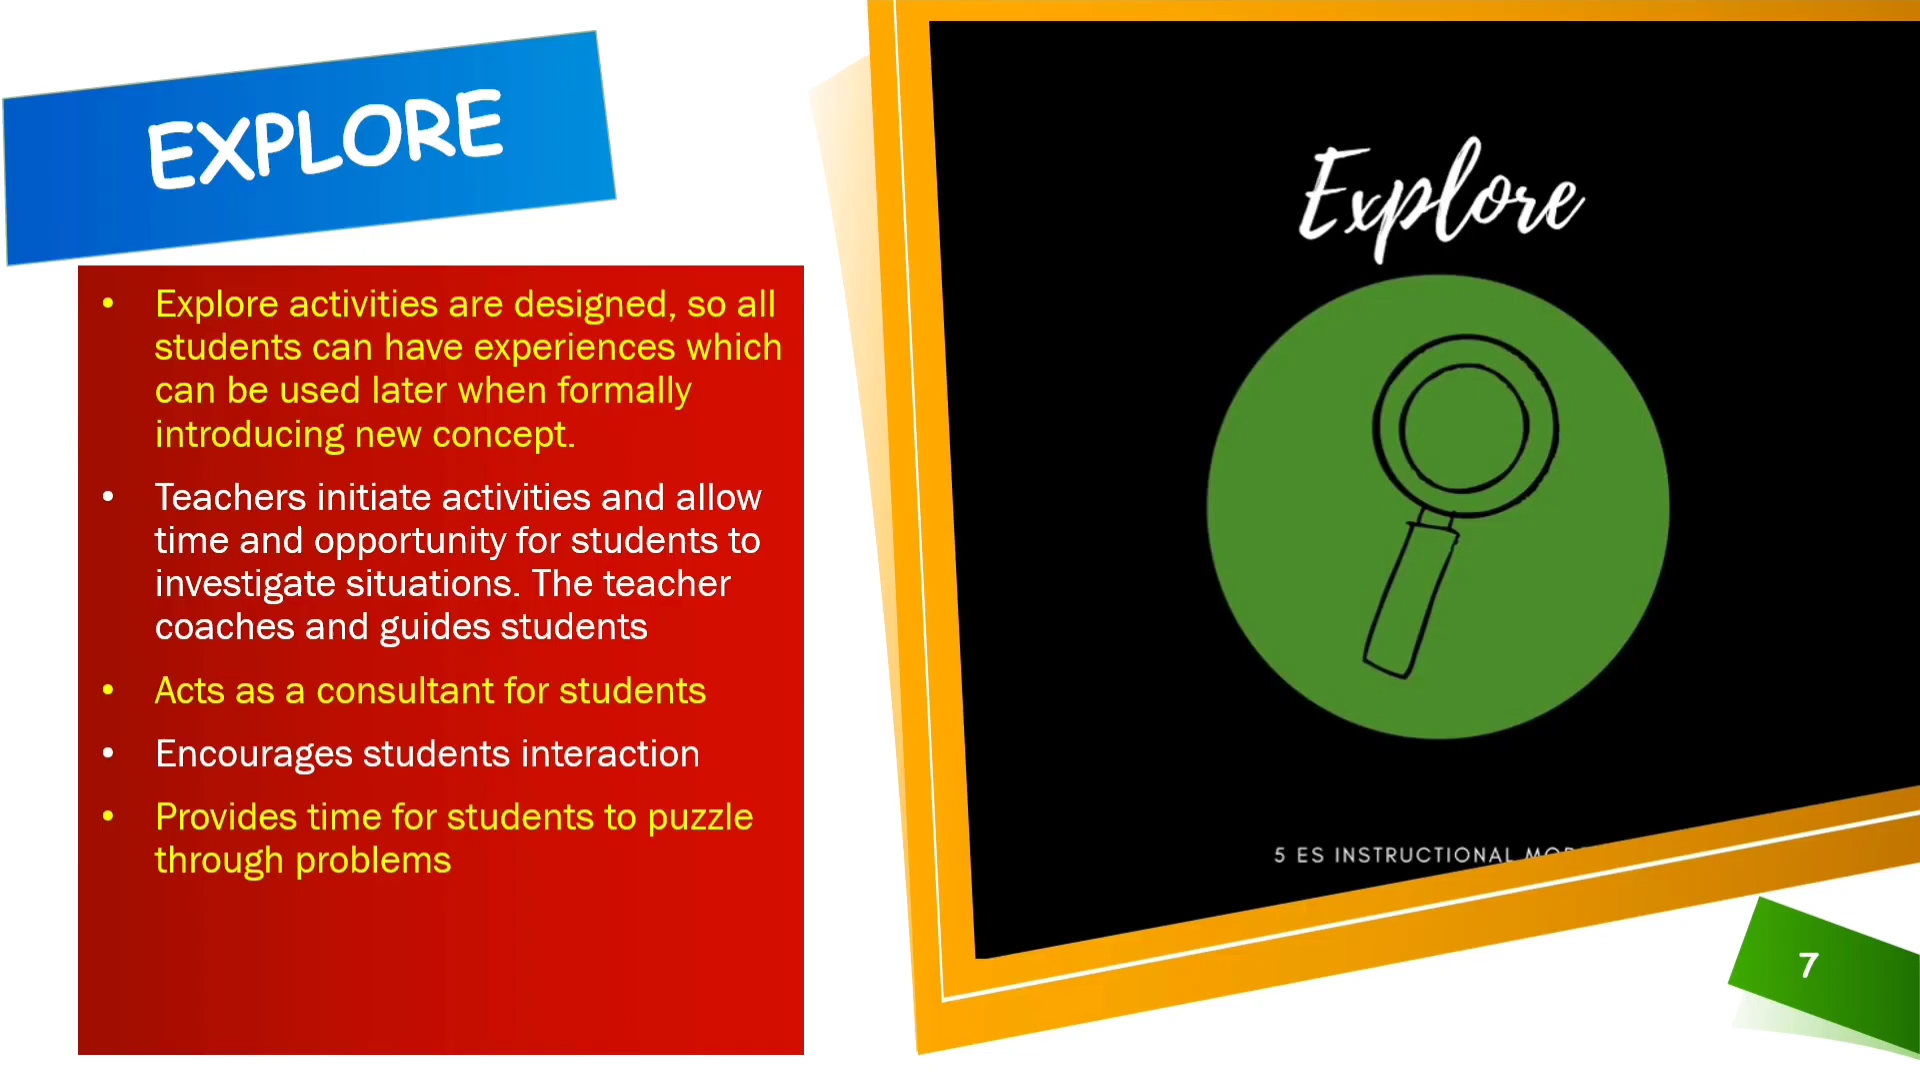 EXPLORE
• Explore activities are designed, so all
students can have experiences which
can be used later when formally
introducing new concept.
• Teachers initiate activities and allow
time and opportunity for students to
investigate situations. The teacher
coaches and guides students
• Acts as a consultant for students
• Encourages students interaction
• Provides time for students to puzzle
through problems
Explore
5 ES INSTRUCTIONAL
7